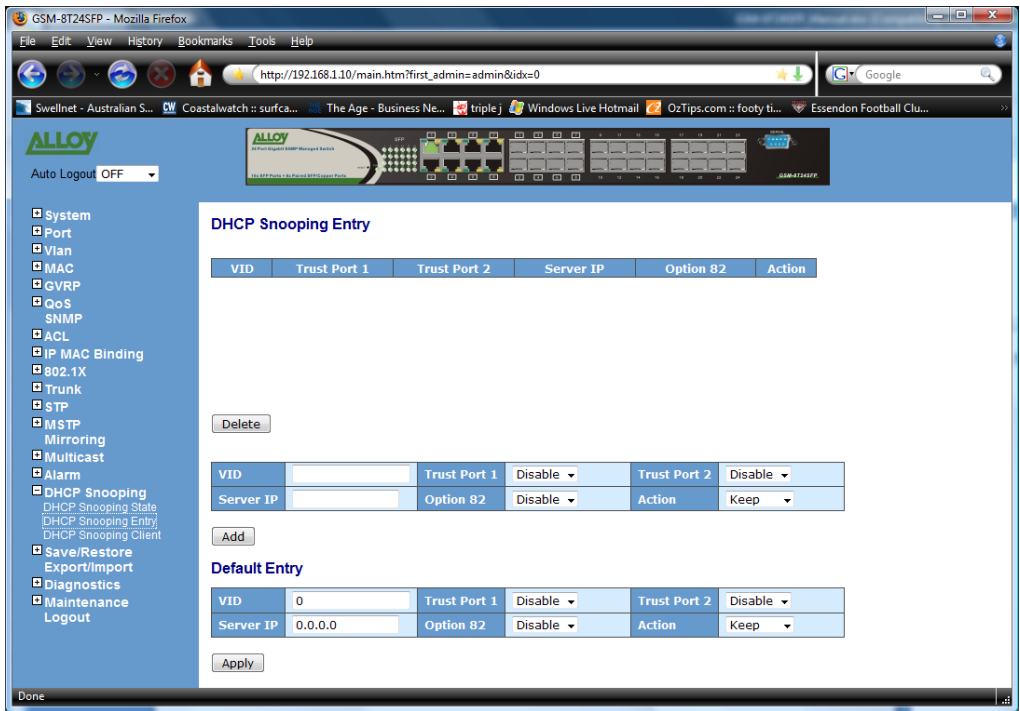 GSM-8T24SFP - Mozilla Firefox
File Edit View History Bookmarks Tools Help
http://192.168.1.10/main.htm?first_admin=admin&idx=0
G Google
Swellnet - Australian S... CW Coastalwatch :: surfca... The Age - Business Ne... triple j Windows Live Hotmail OzTips.com :: footy ti... Essendon Football Clu... »
ALLOY
Auto Logout OFF
ALLOY
SFP
GSM-8T24SFP
System
Port
Vlan
MAC
GVRP
QoS
SNMP
ACL
IP MAC Binding
802.1X
Trunk
STP
MSTP
Mirroring
Multicast
Alarm
DHCP Snooping
DHCP Snooping State
DHCP Snooping Entry
DHCP Snooping Client
Save/Restore
Export/Import
Diagnostics
Maintenance
Logout
DHCP Snooping Entry
VID Trust Port 1 Trust Port 2 Server IP Option 82 Action
Delete
VID Trust Port 1 Disable Trust Port 2 Disable
Server IP Option 82 Disable Action Keep
Add
Default Entry
VID 0 Trust Port 1 Disable Trust Port 2 Disable
Server IP 0.0.0.0 Option 82 Disable Action Keep
Apply
Done